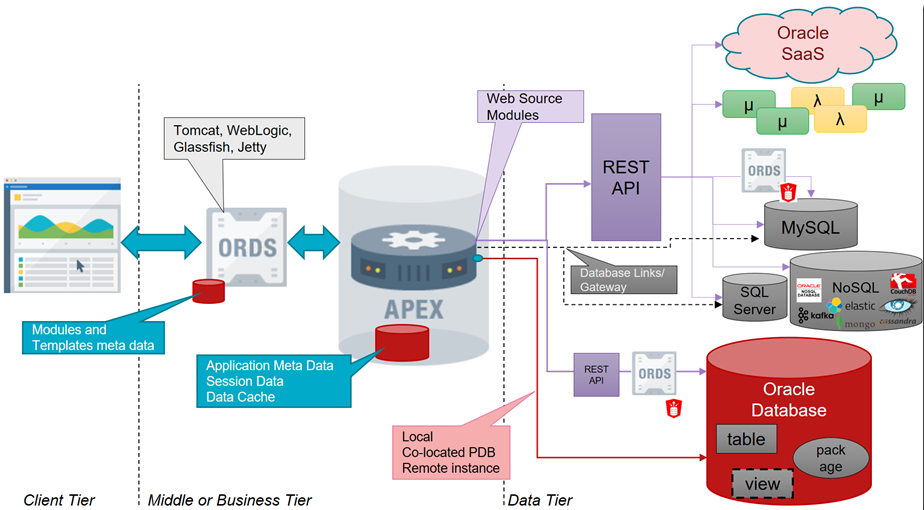 Oracle
SaaS
Web Source
Modules
μ
λ
μ
μ
λ
Tomcat, WebLogic,
Glassfish, Jetty
REST
API
ORDS
MySQL
ORDS
Database Links/
Gateway
SQL
Server
NoSQL
ORACLE
NOSQL DATABASE
CouchDB
elastic
kafka
mongo
cassandra
APEX
Modules and
Templates meta data
Application Meta Data
Session Data
Data Cache
REST
API
ORDS
Oracle
Database
table
pack
age
view
Local
Co-located PDB
Remote instance
Client Tier
Middle or Business Tier
Data Tier